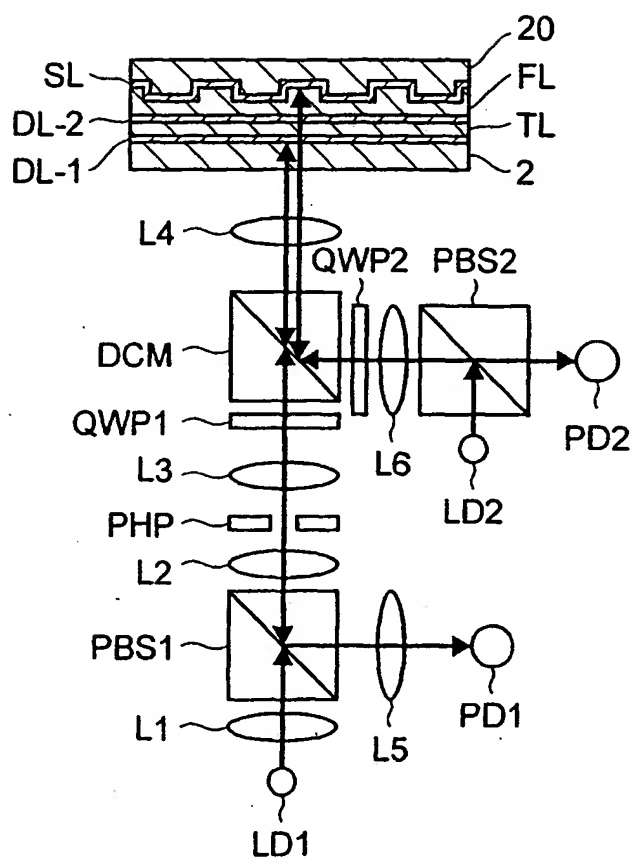 20
SL
FL
DL-2
TL
DL-1
2
L4
QWP2
PBS2
DCM
QWP1
L6
PD2
L3
LD2
PHP
L2
PBS1
PD1
L1
L5
LD1